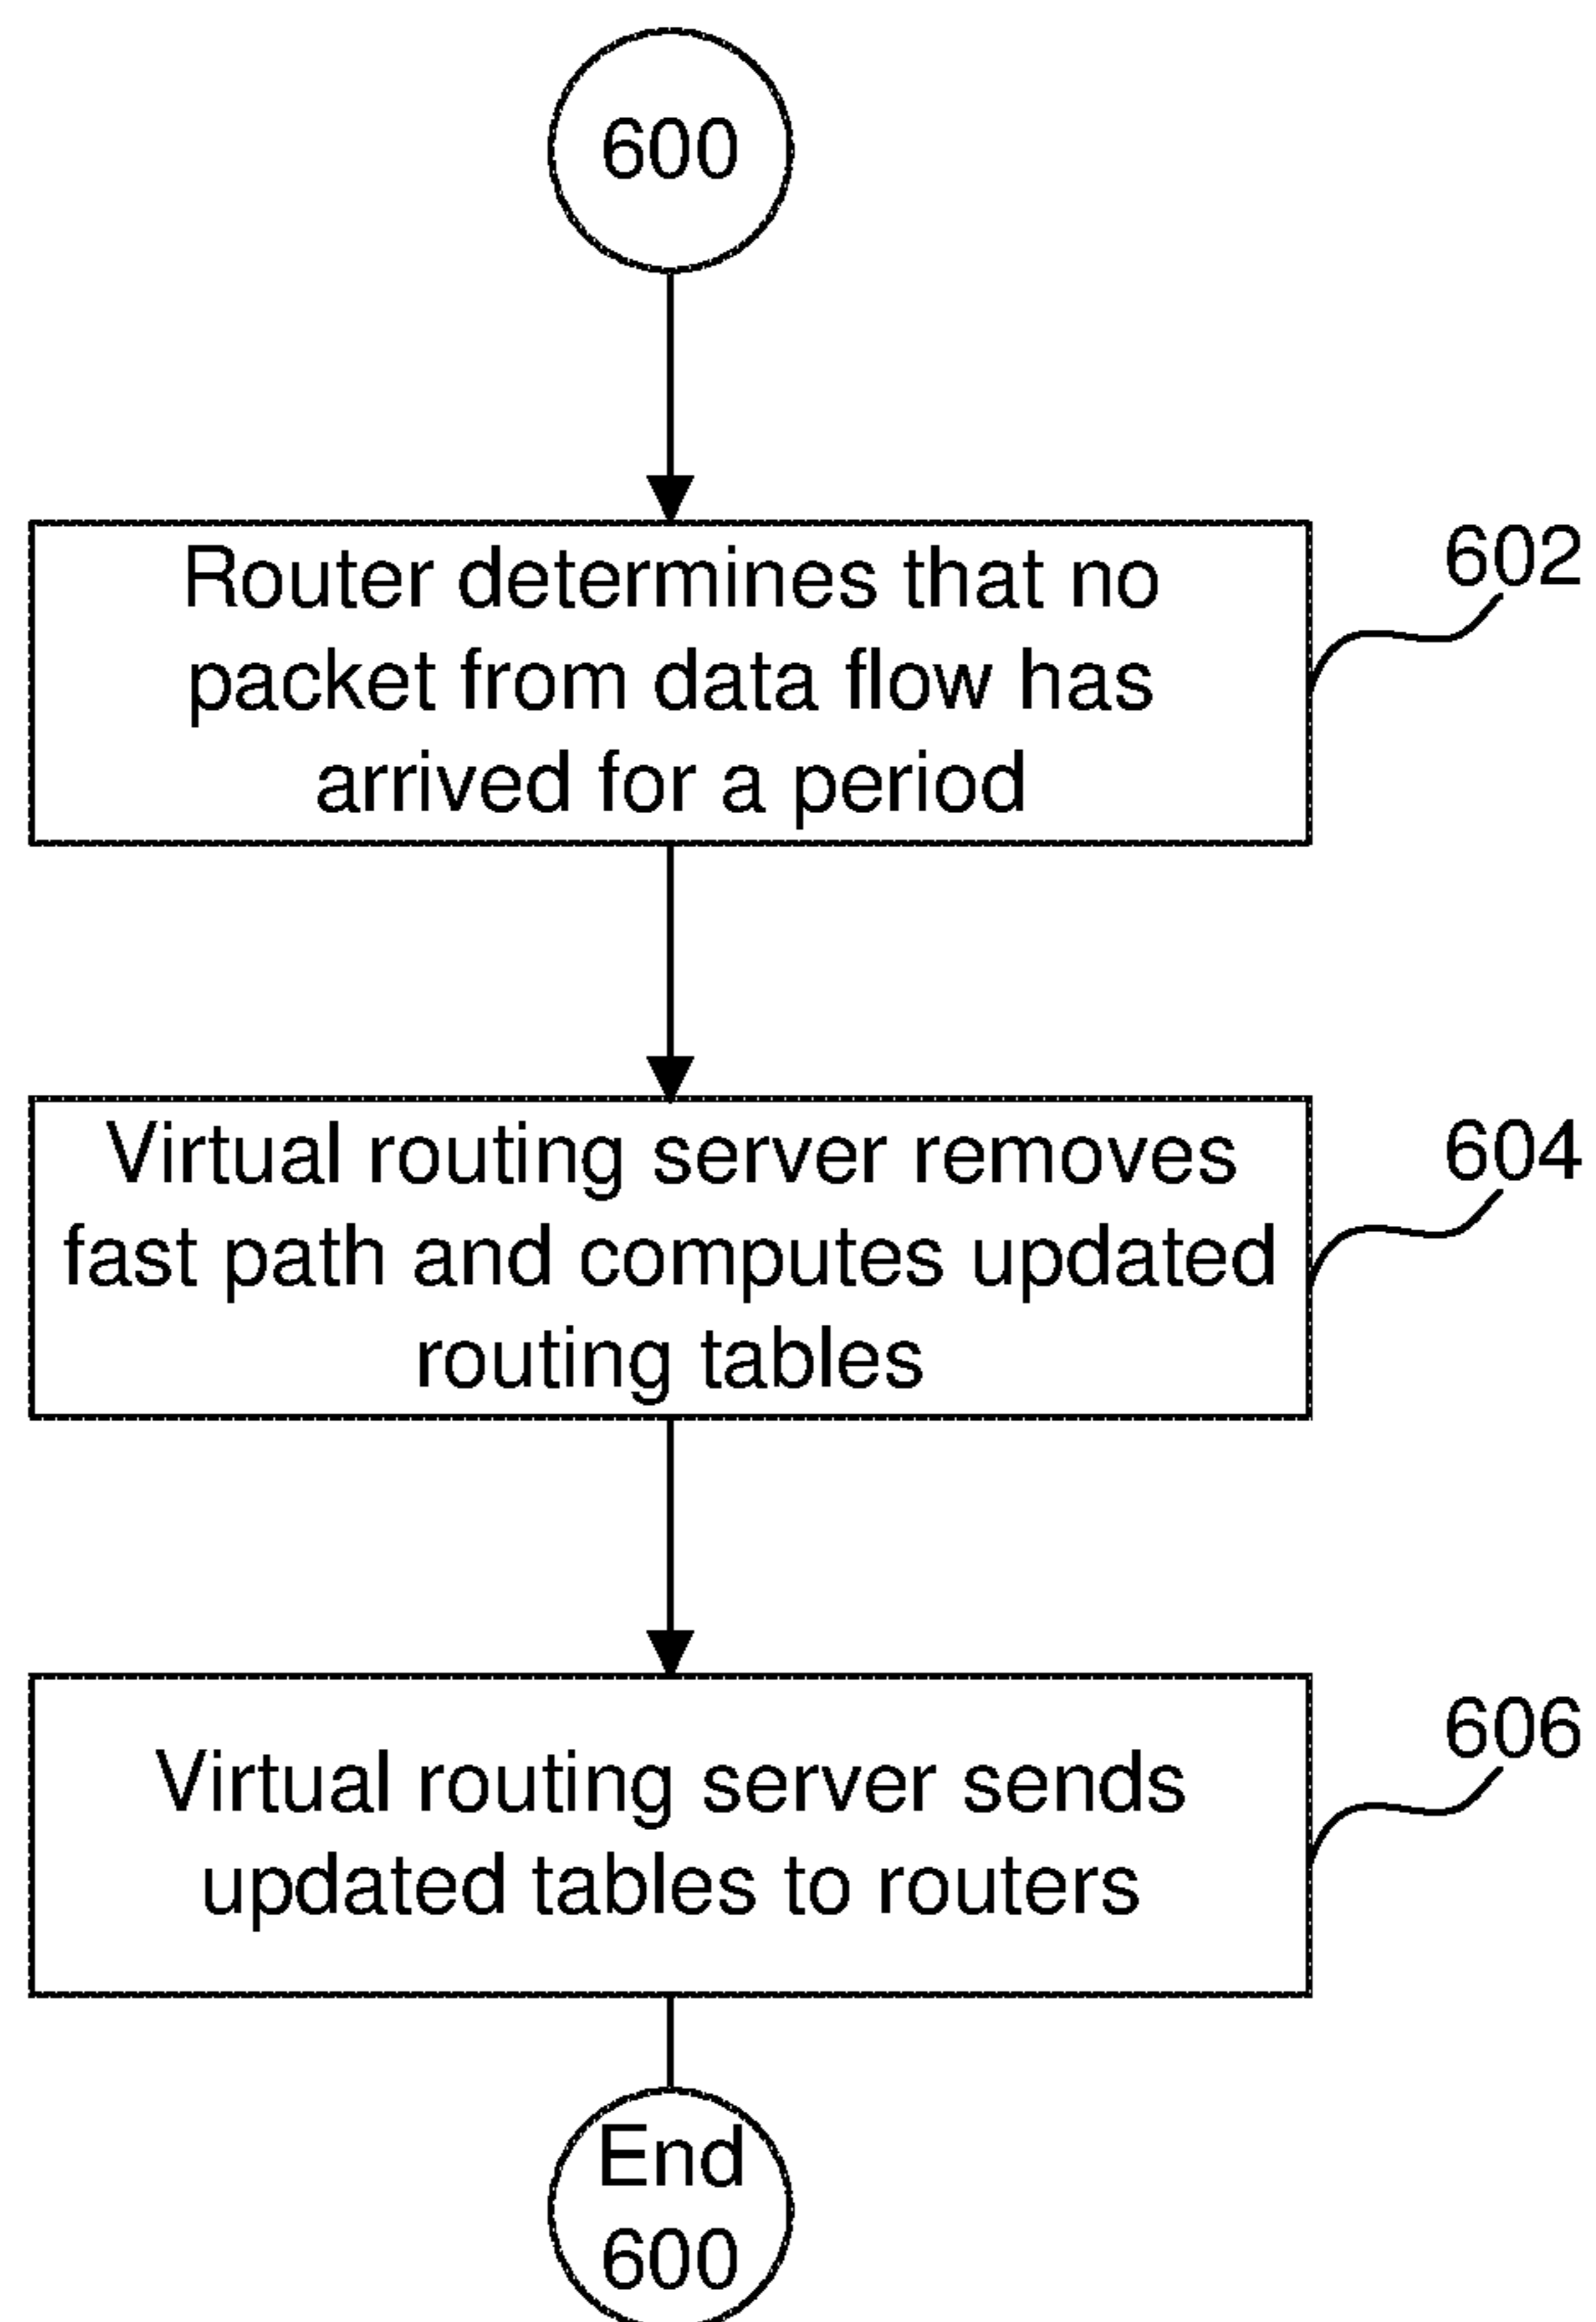 600
Router determines that no
packet from data flow has
arrived for a period
602
Virtual routing server removes
fast path and computes updated
routing tables
604
Virtual routing server sends
updated tables to routers
606
End
600